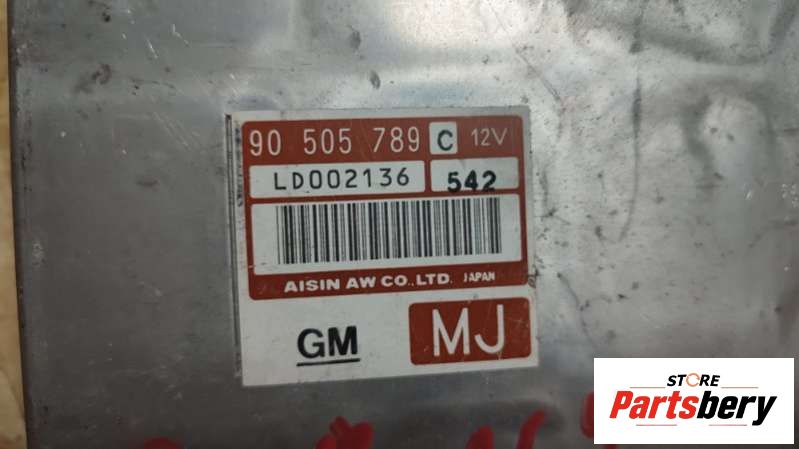 90 505 789 C 12V
LD002136 542
AISIN AW CO.,LTD. JAPAN
GM MJ
STORE
Partsbery